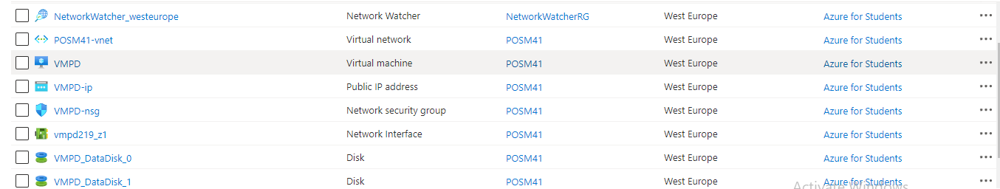 NetworkWatcher_westeurope Network Watcher NetworkWatcherRG West Europe Azure for Students
POSM41-vnet Virtual network POSM41 West Europe Azure for Students
VMPD Virtual machine POSM41 West Europe Azure for Students
VMPD-ip Public IP address POSM41 West Europe Azure for Students
VMPD-nsg Network security group POSM41 West Europe Azure for Students
vmpd219_z1 Network Interface POSM41 West Europe Azure for Students
VMPD_DataDisk_0 Disk POSM41 West Europe Azure for Students
VMPD_DataDisk_1 Disk POSM41 West Europe Azure for Students
Activate Windows